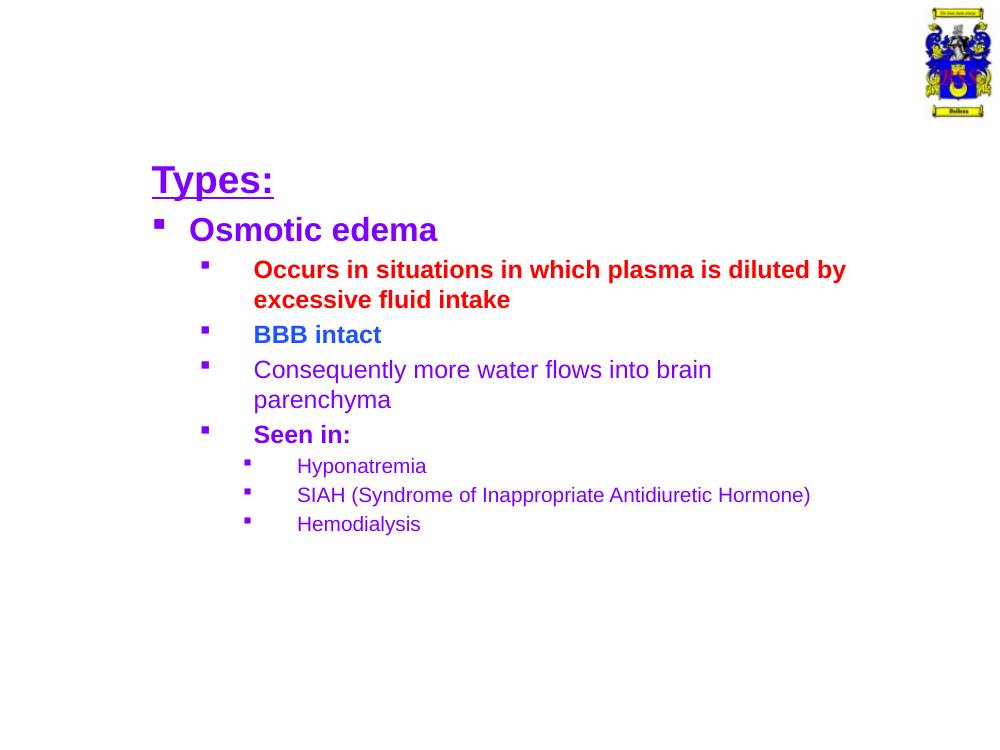 Types:
▪ Osmotic edema
▪ Occurs in situations in which plasma is diluted by
excessive fluid intake
▪ BBB intact
▪ Consequently more water flows into brain
parenchyma
▪ Seen in:
▪ Hyponatremia
▪ SIAH (Syndrome of Inappropriate Antidiuretic Hormone)
▪ Hemodialysis